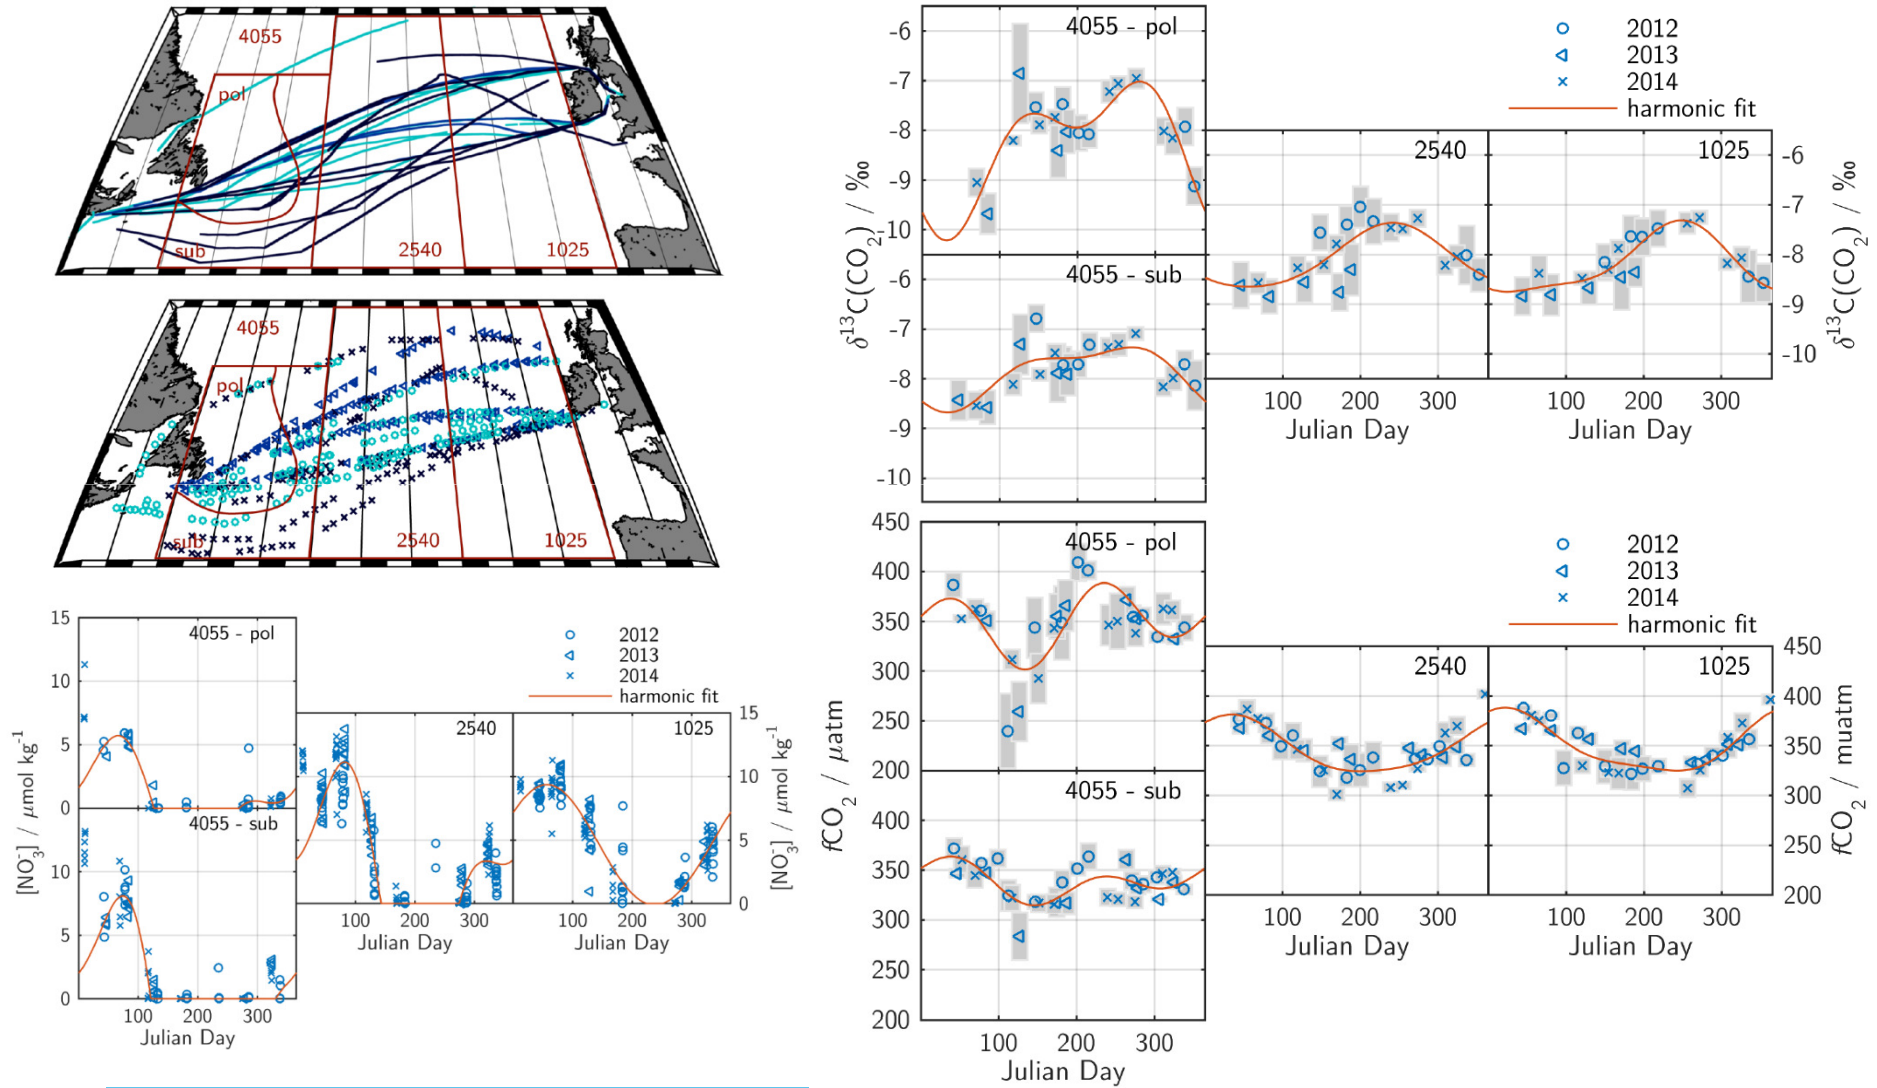 4055
pol
sub
2540
1025
4055
pol
sub
2540
1025
15
10
5
0
10
5
0
[NO3-] / µmol kg-1
4055 - pol
4055 - sub
100 200 300
Julian Day
2012
2013
2014
harmonic fit
2540
1025
15
10
5
0
[NO3-] / µmol kg-1
100 200 300
Julian Day
100 200 300
Julian Day
4055 - pol
-6
-7
-8
-9
-10
4055 - sub
-6
-7
-8
-9
-10
δ13C(CO2) / ‰
2012
2013
2014
harmonic fit
2540
1025
-6
-7
-8
-9
-10
δ13C(CO2) / ‰
100 200 300
Julian Day
100 200 300
Julian Day
4055 - pol
450
400
350
300
250
200
4055 - sub
400
350
300
250
200
fCO2 / µatm
100 200 300
Julian Day
2012
2013
2014
harmonic fit
2540
1025
450
400
350
300
250
200
fCO2 / muatm
100 200 300
Julian Day
100 200 300
Julian Day